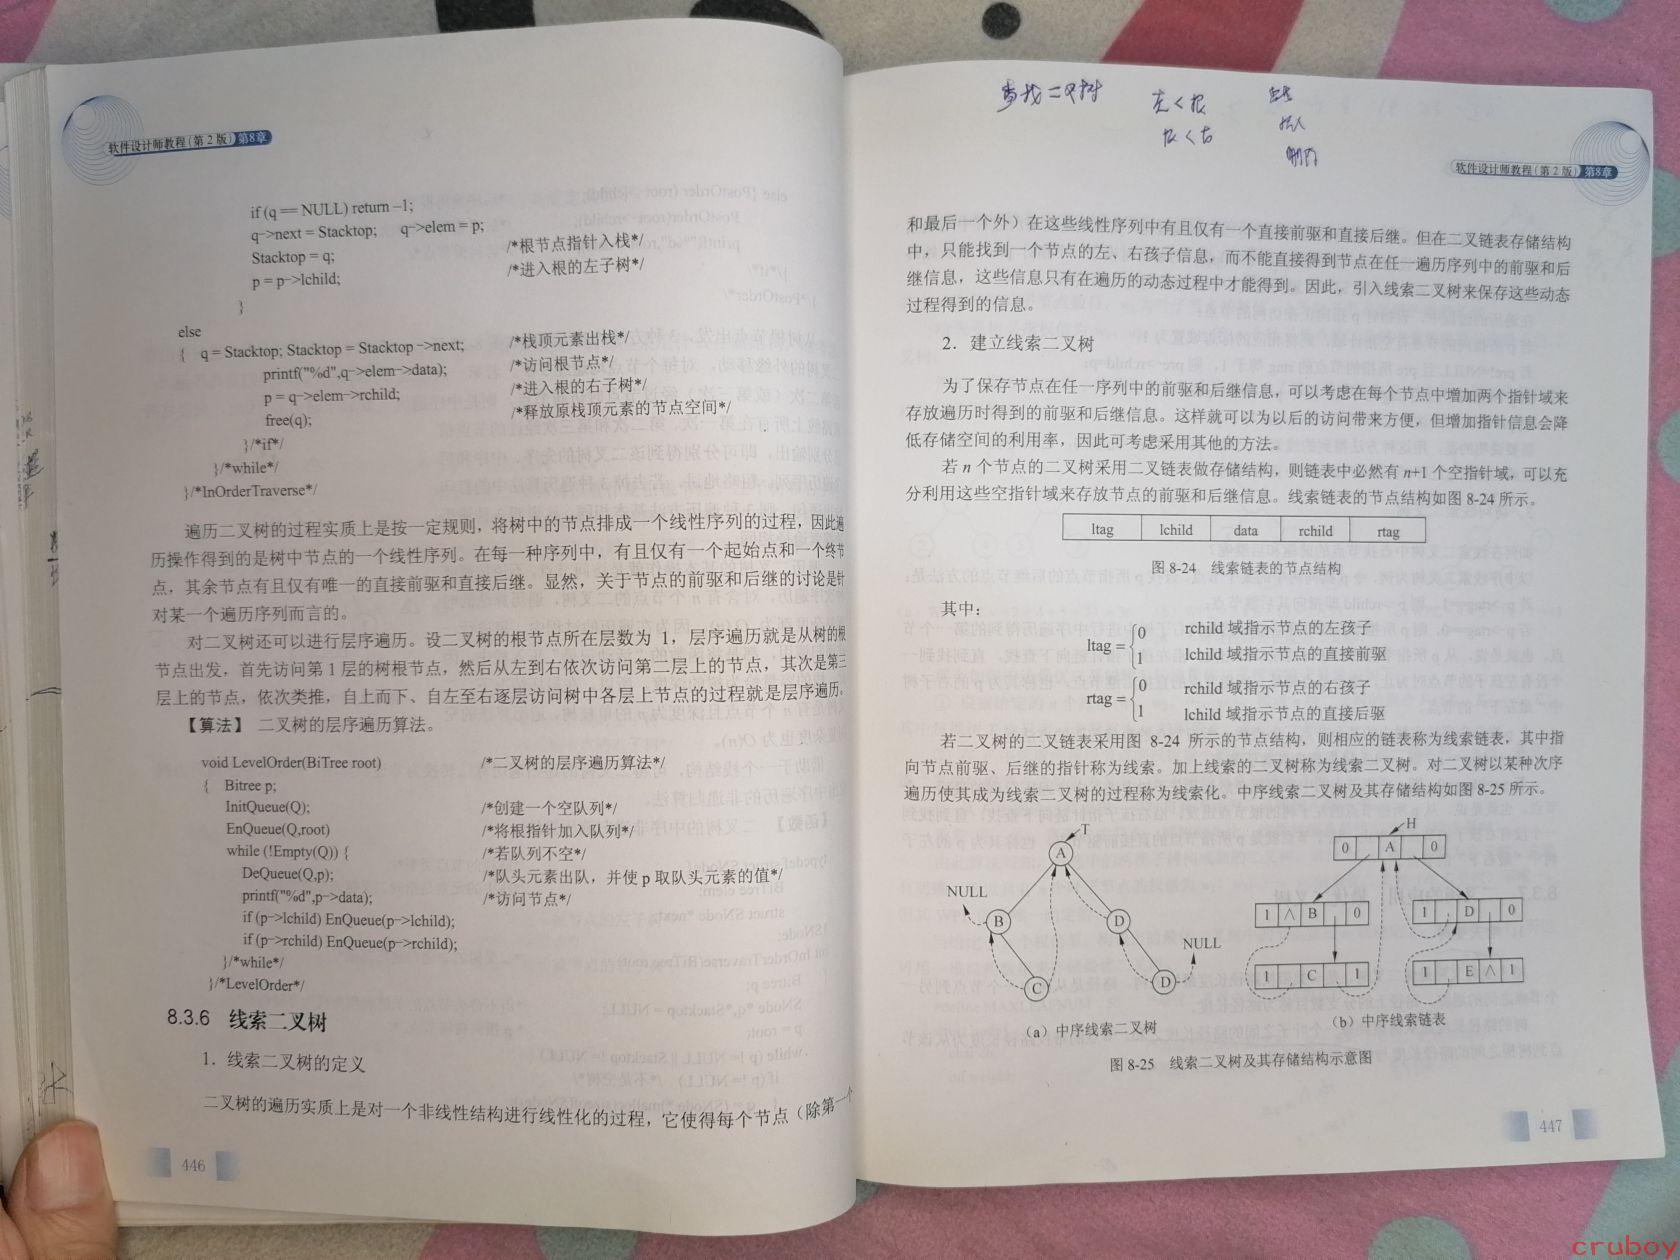 软件设计师教程(第2版) 第8章
if (q == NULL) return –1;
q–>next = Stacktop; q–>elem = p;
Stacktop = q; /*根节点指针入栈*/
p = p–>lchild; /*进入根的左子树*/
}
else
{ q = Stacktop; Stacktop = Stacktop –>next; /*栈顶元素出栈*/
printf("%d",q–>elem–>data); /*访问根节点*/
p = q–>elem–>rchild; /*进入根的右子树*/
free(q); /*释放原栈顶元素的节点空间*/
}/*if*/
}/*while*/
}/*InOrderTraverse*/
遍历二叉树的过程实质上是按一定规则，将树中的节点排成一个线性序列的过程，因此遍
历操作得到的是树中节点的一个线性序列。在每一种序列中，有且仅有一个起始点和一个终节
点，其余节点有且仅有唯一的直接前驱和直接后继。显然，关于节点的前驱和后继的讨论是针
对某一个遍历序列而言的。
对二叉树还可以进行层序遍历。设二叉树的根节点所在层数为 1，层序遍历就是从树的根
节点出发，首先访问第 1 层的树根节点，然后从左到右依次访问第二层上的节点，其次是第三
层上的节点，依次类推，自上而下、自左至右逐层访问树中各层上节点的过程就是层序遍历。
【算法】 二叉树的层序遍历算法。
void LevelOrder(BiTree root) /*二叉树的层序遍历算法*/
{ Bitree p;
InitQueue(Q); /*创建一个空队列*/
EnQueue(Q,root) /*将根指针加入队列*/
while (!Empty(Q)) { /*若队列不空*/
DeQueue(Q,p); /*队头元素出队，并使 p 取队头元素的值*/
printf("%d",p–>data); /*访问节点*/
if (p–>lchild) EnQueue(p–>lchild);
if (p–>rchild) EnQueue(p–>rchild);
}/*while*/
}/*LevelOrder*/
8.3.6 线索二叉树
1. 线索二叉树的定义
二叉树的遍历实质上是对一个非线性结构进行线性化的过程，它使得每个节点（除第一个
446
查找二叉树 左<根
根<右
插入
删除
软件设计师教程(第2版) 第8章
和最后一个外）在这些线性序列中有且仅有一个直接前驱和直接后继。但在二叉链表存储结构
中，只能找到一个节点的左、右孩子信息，而不能直接得到节点在任一遍历序列中的前驱和后
继信息，这些信息只有在遍历的动态过程中才能得到。因此，引入线索二叉树来保存这些动态
过程得到的信息。
2. 建立线索二叉树
为了保存节点在任一序列中的前驱和后继信息，可以考虑在每个节点中增加两个指针域来
存放遍历时得到的前驱和后继信息。这样就可以为以后的访问带来方便，但增加指针信息会降
低存储空间的利用率，因此可考虑采用其他的方法。
若 n 个节点的二叉树采用二叉链表做存储结构，则链表中必然有 n+1 个空指针域，可以充
分利用这些空指针域来存放节点的前驱和后继信息。线索链表的节点结构如图 8-24 所示。
ltag lchild data rchild rtag
图 8-24 线索链表的节点结构
其中：
ltag = { 0 rchild 域指示节点的左孩子
1 lchild 域指示节点的直接前驱
rtag = { 0 rchild 域指示节点的右孩子
1 lchild 域指示节点的直接后驱
若二叉树的二叉链表采用图 8-24 所示的节点结构，则相应的链表称为线索链表，其中指
向节点前驱、后继的指针称为线索。加上线索的二叉树称为线索二叉树。对二叉树以某种次序
遍历使其成为线索二叉树的过程称为线索化。中序线索二叉树及其存储结构如图 8-25 所示。
T
A
NULL
B D
NULL
C D
（a）中序线索二叉树
H
0 A 0
1 ∧ B 0 1 D 0
1 C 1 1 E ∧ 1
（b）中序线索链表
图 8-25 线索二叉树及其存储结构示意图
447
cruboy